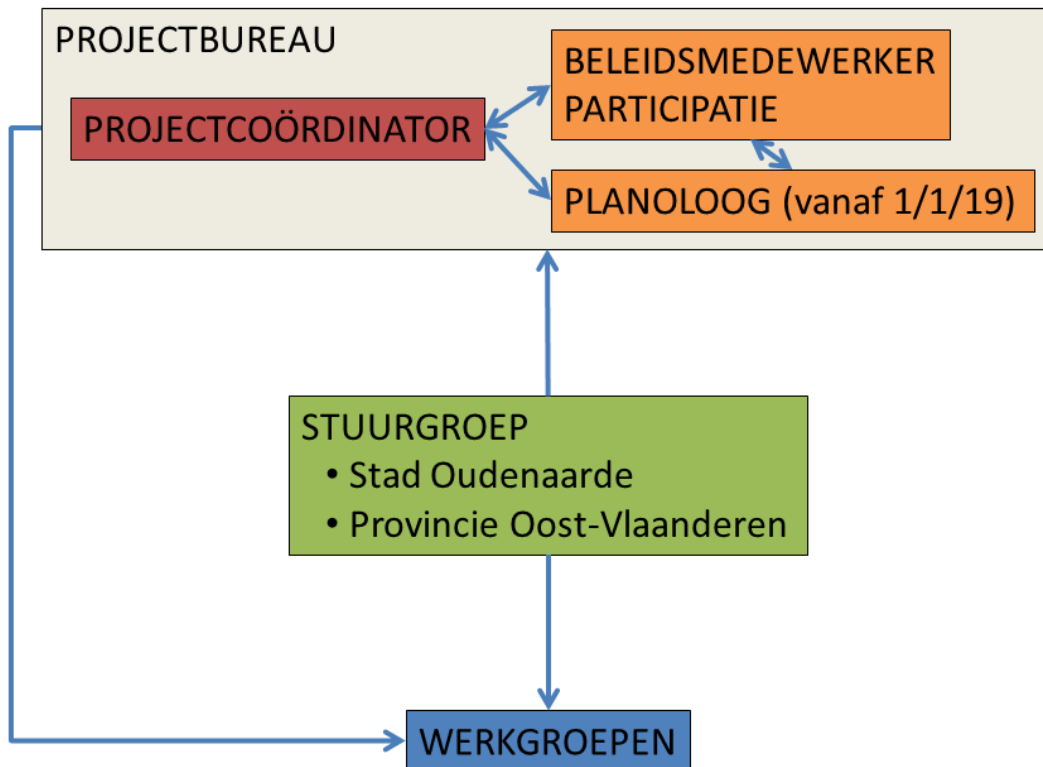 PROJECTBUREAU
PROJECTCOÖRDINATOR
BELEIDSMEDEWERKER
PARTICIPATIE
PLANOLOOG (vanaf 1/1/19)
STUURGROEP
• Stad Oudenaarde
• Provincie Oost-Vlaanderen
WERKGROEPEN